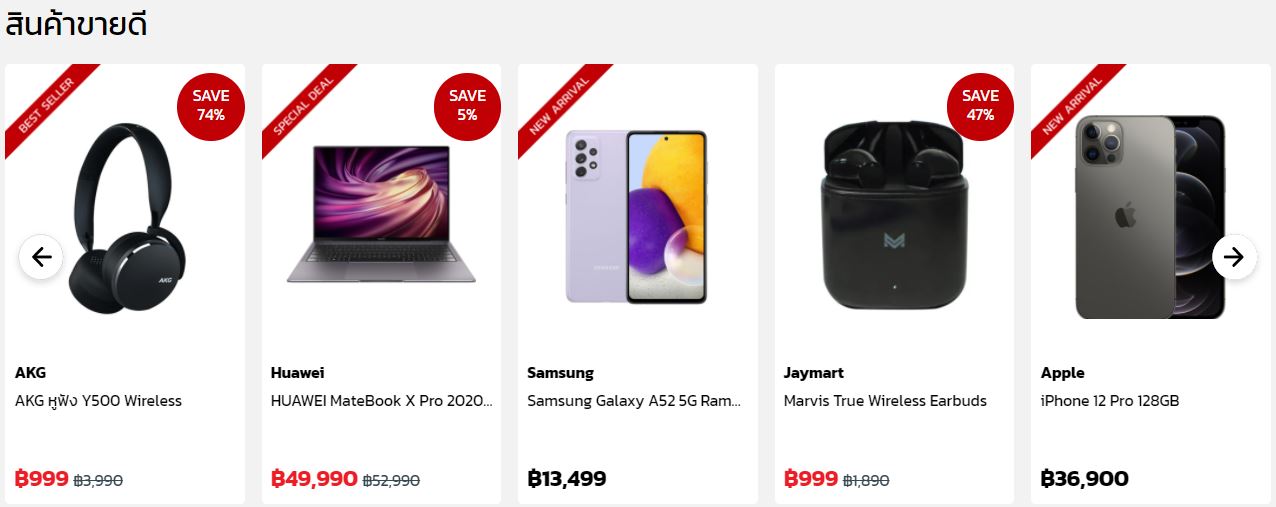 สินค้าขายดี
BEST SELLER
SAVE
74%
AKG
AKG
AKG หูฟัง Y500 Wireless
฿999 ฿3,990
SPECIAL DEAL
SAVE
5%
Huawei
HUAWEI MateBook X Pro 2020...
฿49,990 ฿52,990
NEW ARRIVAL
SAMSUNG
Samsung
Samsung Galaxy A52 5G Ram...
฿13,499
SAVE
47%
Jaymart
Marvis True Wireless Earbuds
฿999 ฿1,890
NEW ARRIVAL
Apple
iPhone 12 Pro 128GB
฿36,900